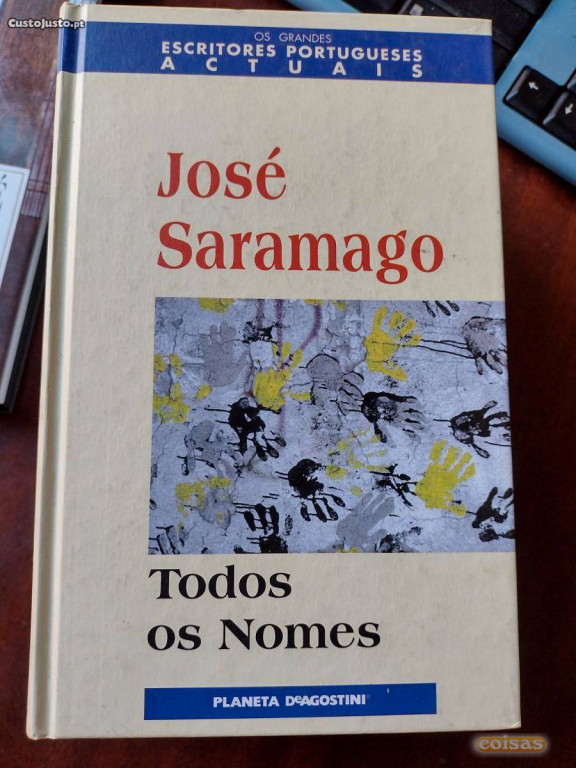 CustoJusto.pt
OS GRANDES
ESCRITORES PORTUGUESES
ACTUAIS
José
Saramago
Todos
os Nomes
PLANETA DeAGOSTINI
coisas